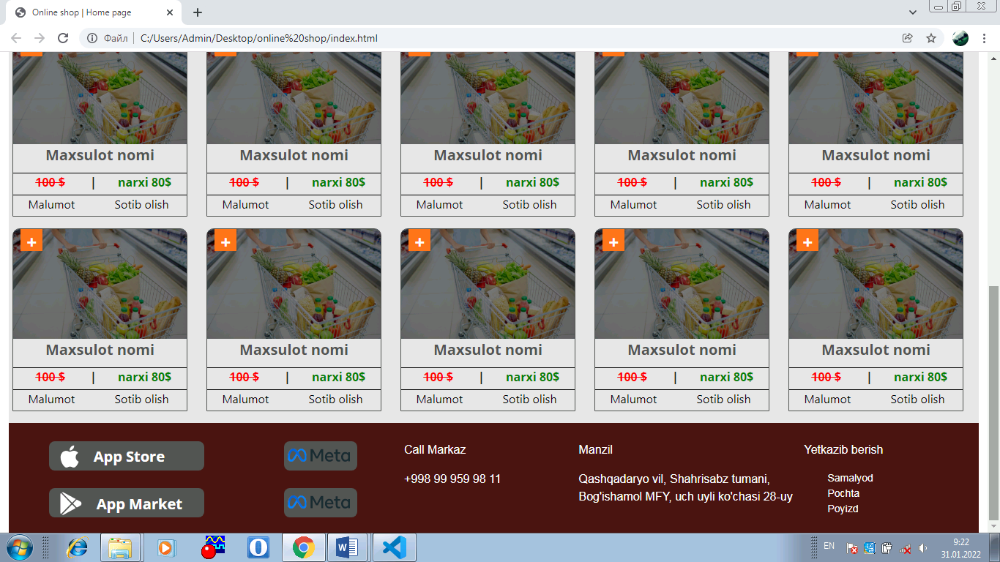 Online shop | Home page
Файл | C:/Users/Admin/Desktop/online%20shop/index.html
Maxsulot nomi Maxsulot nomi Maxsulot nomi Maxsulot nomi Maxsulot nomi
100 $ | narxi 80$ 100 $ | narxi 80$ 100 $ | narxi 80$ 100 $ | narxi 80$ 100 $ | narxi 80$
Malumot Sotib olish Malumot Sotib olish Malumot Sotib olish Malumot Sotib olish Malumot Sotib olish
+ + + + +
Maxsulot nomi Maxsulot nomi Maxsulot nomi Maxsulot nomi Maxsulot nomi
100 $ | narxi 80$ 100 $ | narxi 80$ 100 $ | narxi 80$ 100 $ | narxi 80$ 100 $ | narxi 80$
Malumot Sotib olish Malumot Sotib olish Malumot Sotib olish Malumot Sotib olish Malumot Sotib olish
App Store
App Market
Meta
Meta
Call Markaz
+998 99 959 98 11
Manzil
Qashqadaryo vil, Shahrisabz tumani,
Bog'ishamol MFY, uch uyli ko'chasi 28-uy
Yetkazib berish
Samalyod
Pochta
Poyizd
EN
9:22
31.01.2022